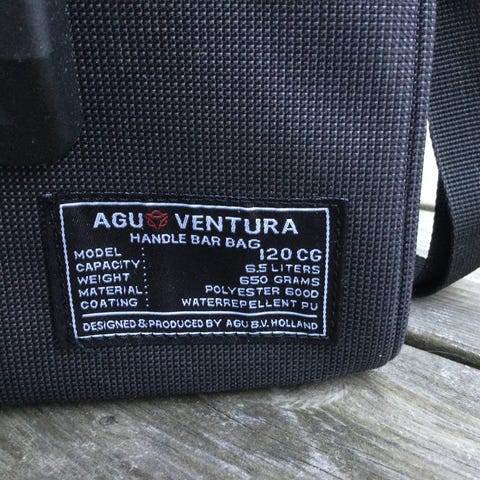 AGU VENTURA
HANDLE BAR BAG
MODEL : 120 CG
CAPACITY : 6.5 LITERS
WEIGHT : 650 GRAMS
MATERIAL : POLYESTER 600D
COATING : WATERREPELLENT PU
DESIGNED & PRODUCED BY AGU B.V. HOLLAND